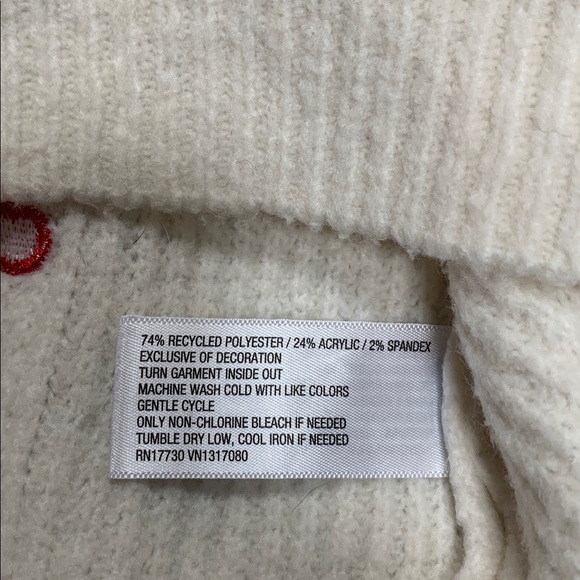 74% RECYCLED POLYESTER / 24% ACRYLIC / 2% SPANDEX
EXCLUSIVE OF DECORATION
TURN GARMENT INSIDE OUT
MACHINE WASH COLD WITH LIKE COLORS
GENTLE CYCLE
ONLY NON-CHLORINE BLEACH IF NEEDED
TUMBLE DRY LOW, COOL IRON IF NEEDED
RN17730 VN1317080